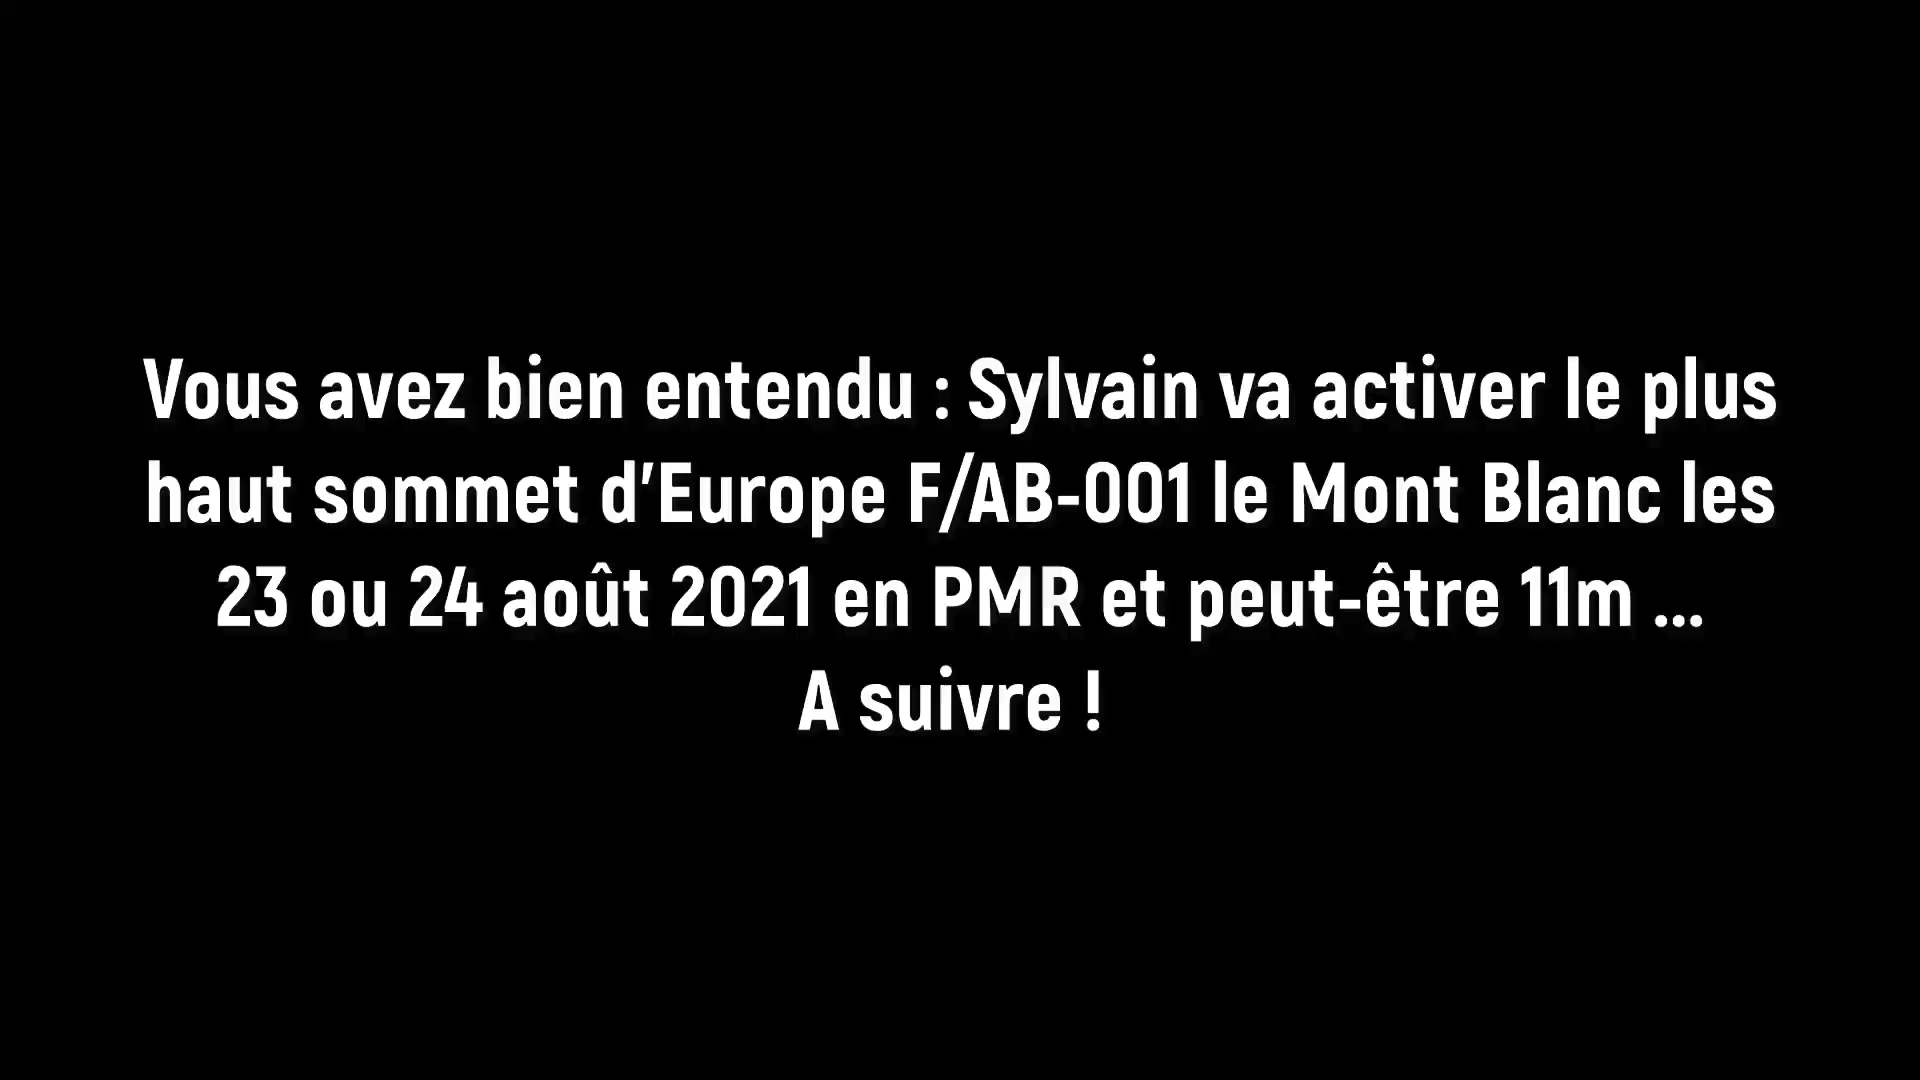 Vous avez bien entendu : Sylvain va activer le plus
haut sommet d'Europe F/AB-001 le Mont Blanc les
23 ou 24 août 2021 en PMR et peut-être 11m ...
A suivre !